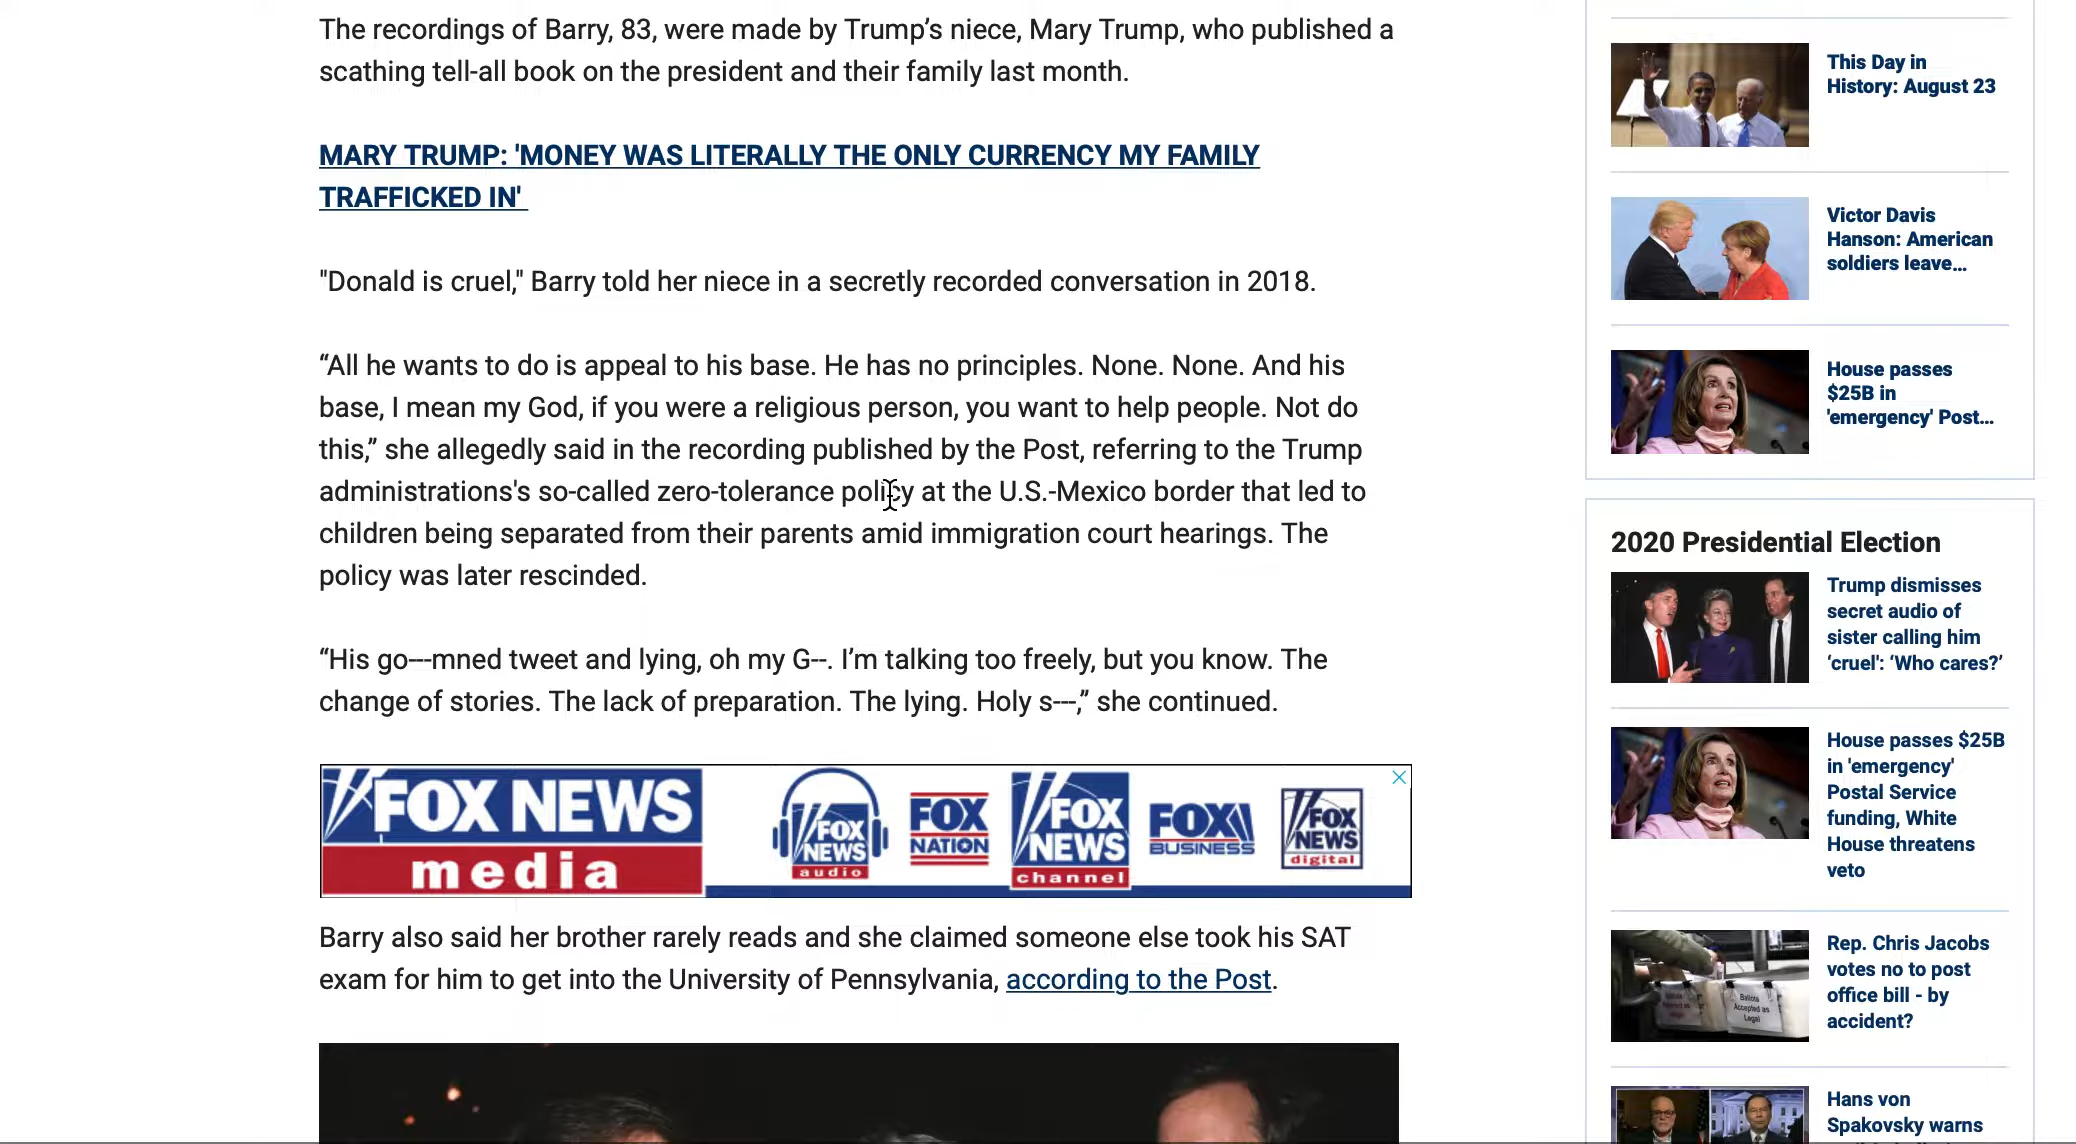 The recordings of Barry, 83, were made by Trump’s niece, Mary Trump, who published a
scathing tell-all book on the president and their family last month.
MARY TRUMP: 'MONEY WAS LITERALLY THE ONLY CURRENCY MY FAMILY
TRAFFICKED IN'
"Donald is cruel," Barry told her niece in a secretly recorded conversation in 2018.
“All he wants to do is appeal to his base. He has no principles. None. None. And his
base, I mean my God, if you were a religious person, you want to help people. Not do
this,” she allegedly said in the recording published by the Post, referring to the Trump
administrations's so-called zero-tolerance policy at the U.S.-Mexico border that led to
children being separated from their parents amid immigration court hearings. The
policy was later rescinded.
“His go---mned tweet and lying, oh my G--. I’m talking too freely, but you know. The
change of stories. The lack of preparation. The lying. Holy s---,” she continued.
FOX NEWS
media
FOX
NEWS
audio
FOX
NATION
FOX
NEWS
channel
FOX
BUSINESS
FOX
NEWS
digital
Barry also said her brother rarely reads and she claimed someone else took his SAT
exam for him to get into the University of Pennsylvania, according to the Post.
This Day in
History: August 23
Victor Davis
Hanson: American
soldiers leave...
House passes
$25B in
'emergency' Post...
2020 Presidential Election
Trump dismisses
secret audio of
sister calling him
‘cruel': ‘Who cares?’
House passes $25B
in 'emergency'
Postal Service
funding, White
House threatens
veto
Rep. Chris Jacobs
votes no to post
office bill - by
accident?
Ballots
Accepted as
Legal
Hans von
Spakovsky warns